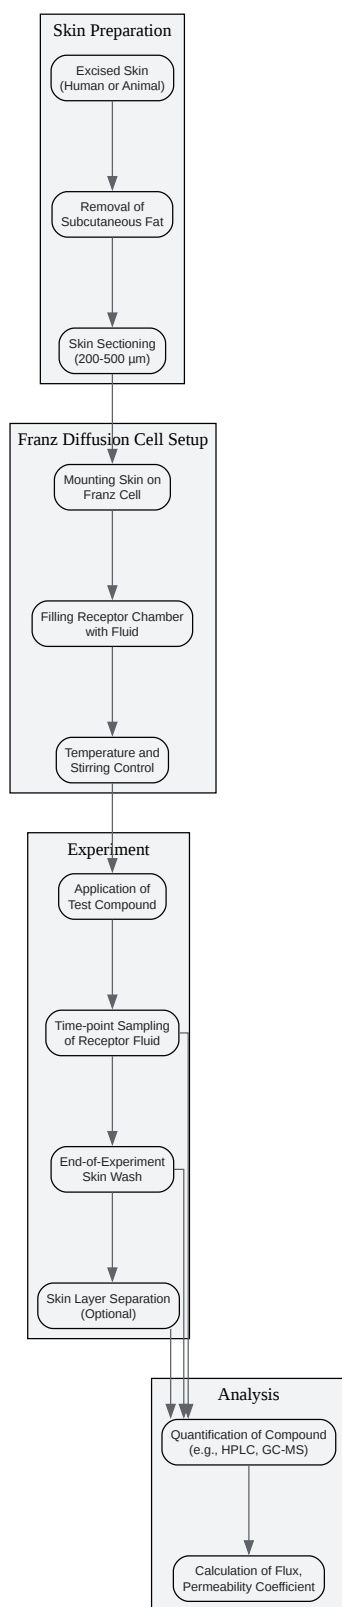 Skin Preparation
Excised Skin
(Human or Animal)
Removal of
Subcutaneous Fat
Skin Sectioning
(200-500 µm)
Franz Diffusion Cell Setup
Mounting Skin on
Franz Cell
Filling Receptor Chamber
with Fluid
Temperature and
Stirring Control
Experiment
Application of
Test Compound
Time-point Sampling
of Receptor Fluid
End-of-Experiment
Skin Wash
Skin Layer Separation
(Optional)
Analysis
Quantification of Compound
(e.g., HPLC, GC-MS)
Calculation of Flux,
Permeability Coefficient